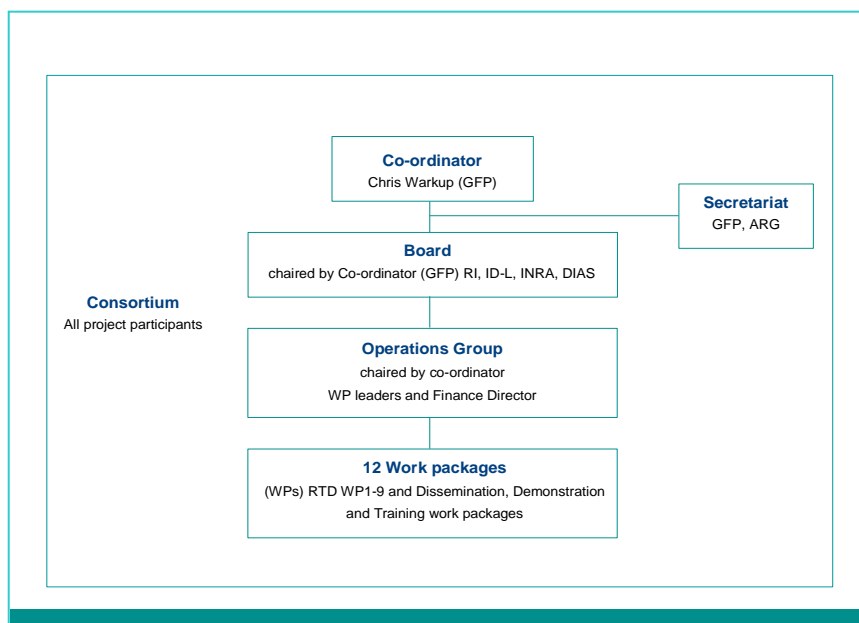 Co-ordinator
Chris Warkup (GFP)
Secretariat
GFP, ARG
Board
chaired by Co-ordinator (GFP) RI, ID-L, INRA, DIAS
Consortium
All project participants
Operations Group
chaired by co-ordinator
WP leaders and Finance Director
12 Work packages
(WPs) RTD WP1-9 and Dissemination, Demonstration
and Training work packages